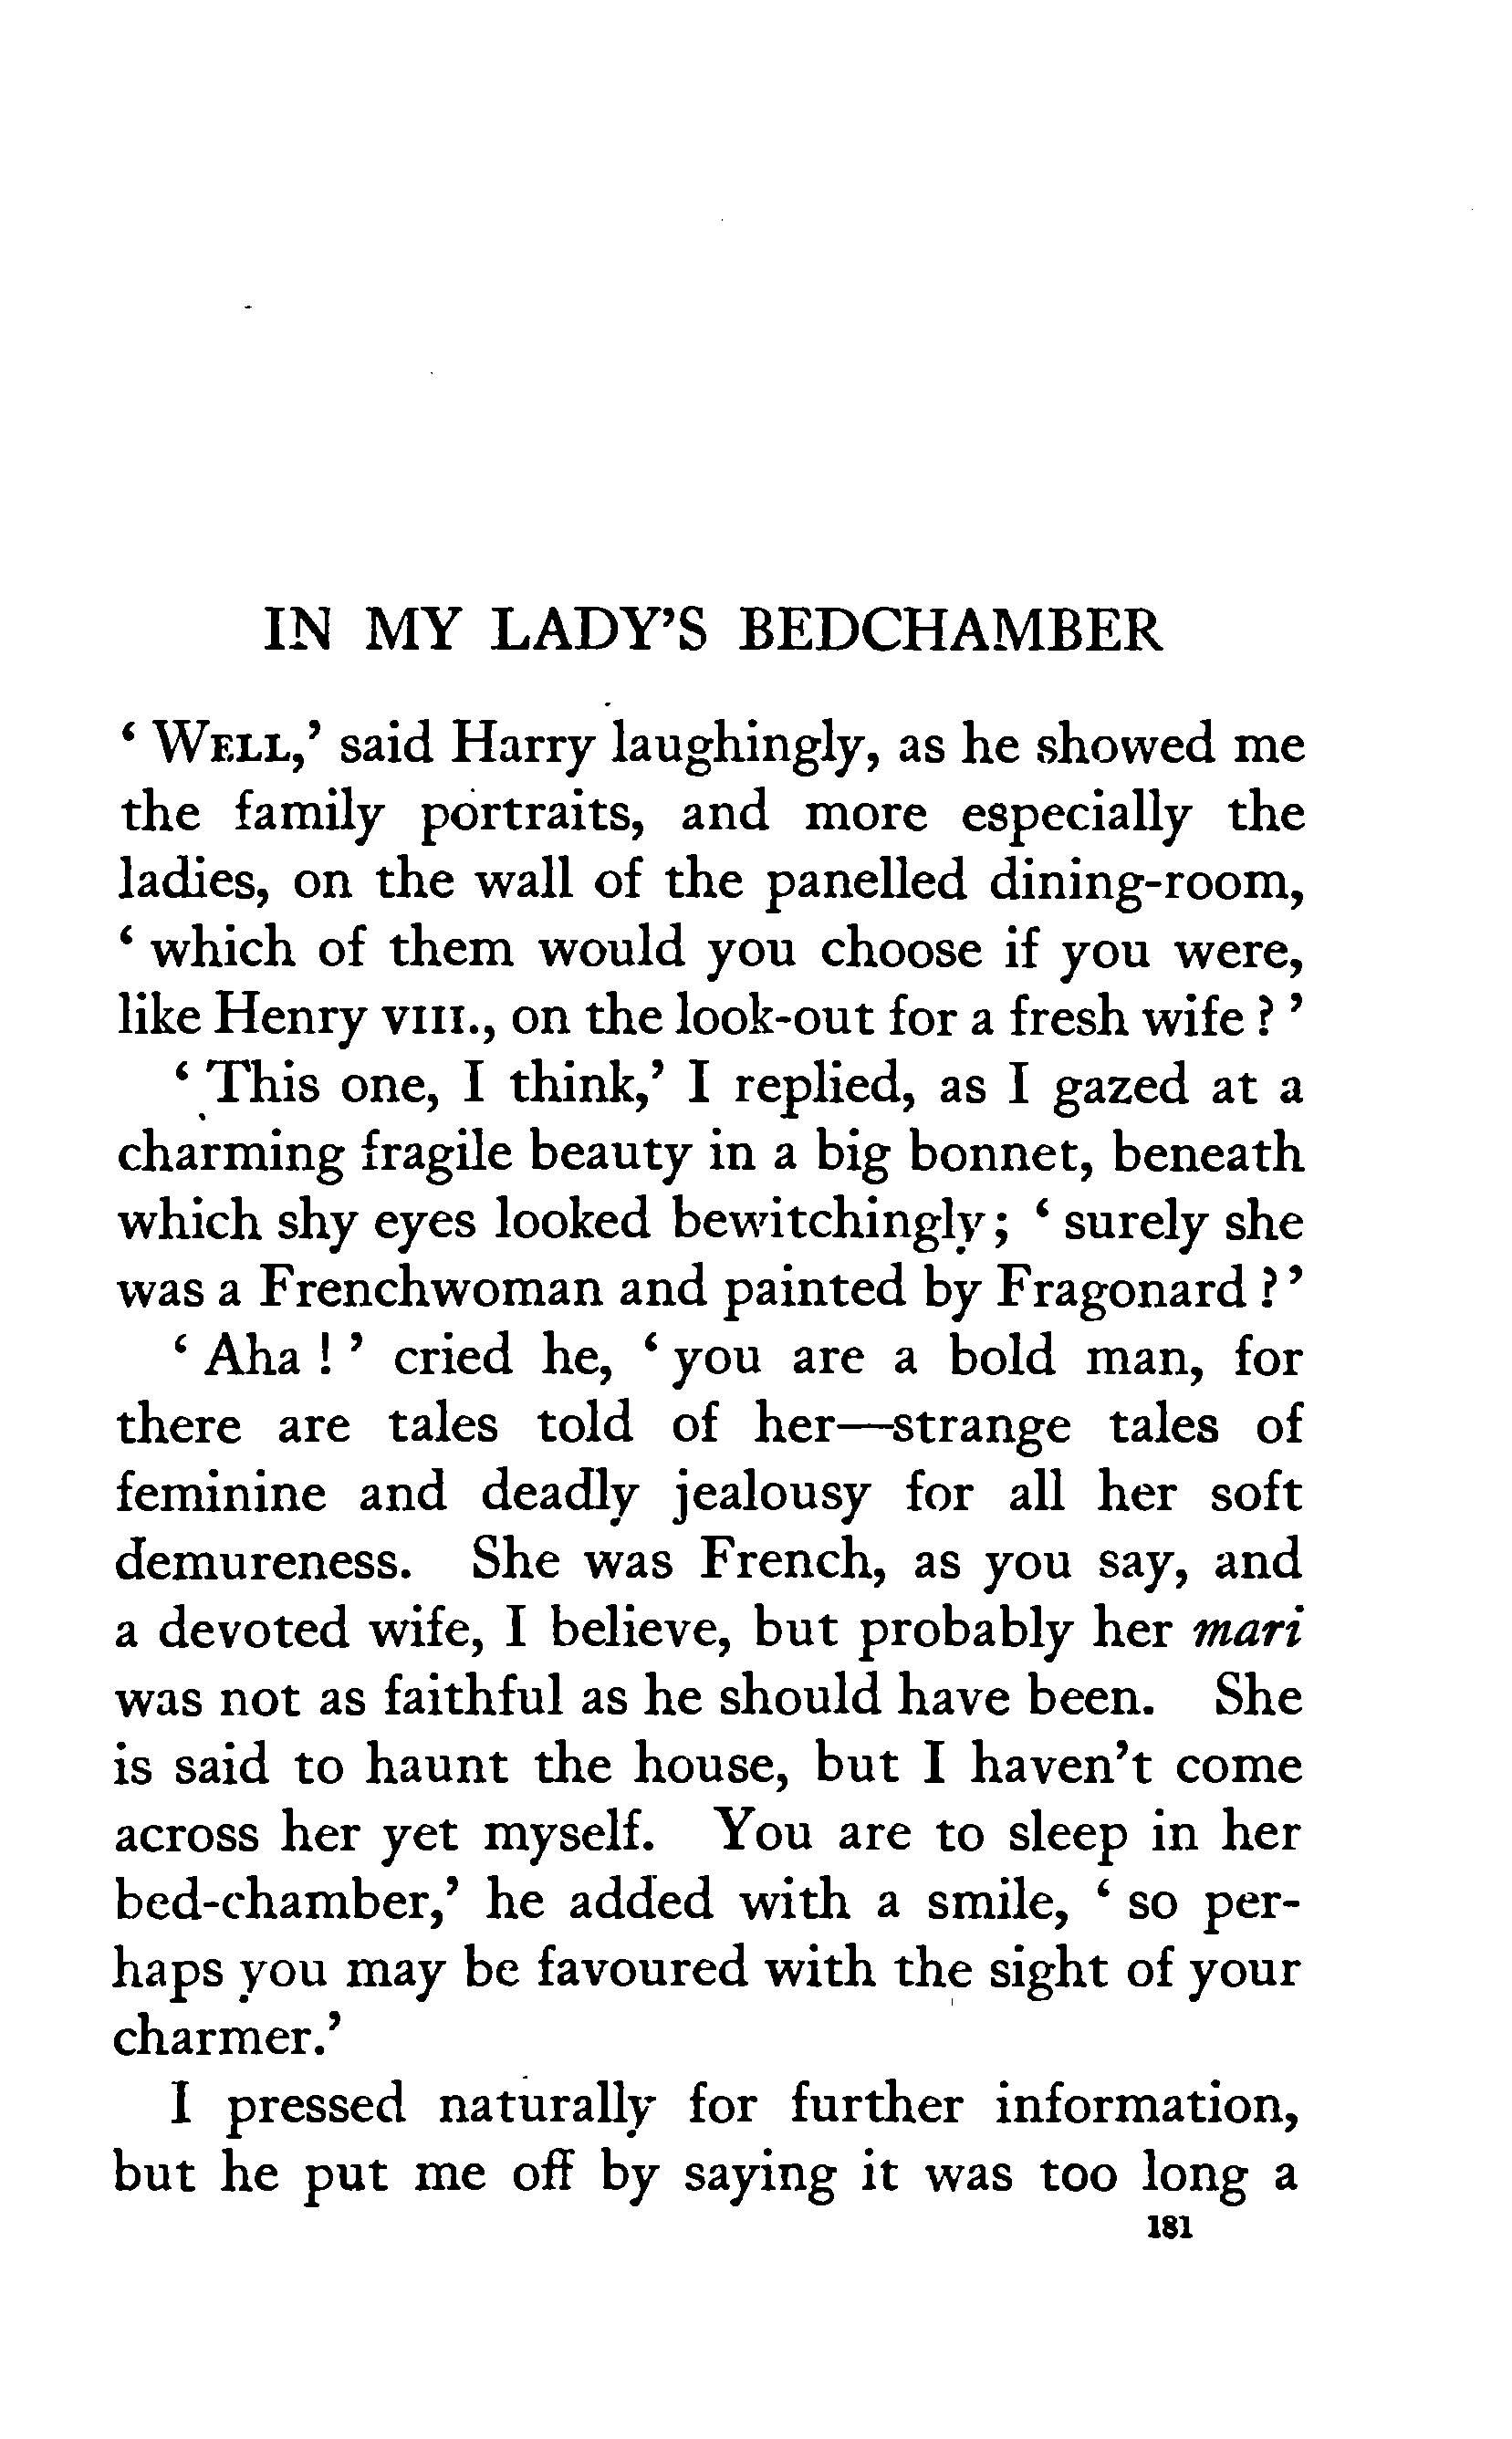 IN MY LADY'S BEDCHAMBER
‘ WELL,’ said Harry laughingly, as he showed me
the family portraits, and more especially the
ladies, on the wall of the panelled dining-room,
‘ which of them would you choose if you were,
like Henry VIII., on the look-out for a fresh wife ? ’
‘ This one, I think,’ I replied, as I gazed at a
charming fragile beauty in a big bonnet, beneath
which shy eyes looked bewitchingly ; ‘ surely she
was a Frenchwoman and painted by Fragonard ? ’
‘ Aha ! ’ cried he, ‘ you are a bold man, for
there are tales told of her—strange tales of
feminine and deadly jealousy for all her soft
demureness. She was French, as you say, and
a devoted wife, I believe, but probably her mari
was not as faithful as he should have been. She
is said to haunt the house, but I haven’t come
across her yet myself. You are to sleep in her
bed-chamber,’ he added with a smile, ‘ so per-
haps you may be favoured with the sight of your
charmer.’
I pressed naturally for further information,
but he put me off by saying it was too long a
181